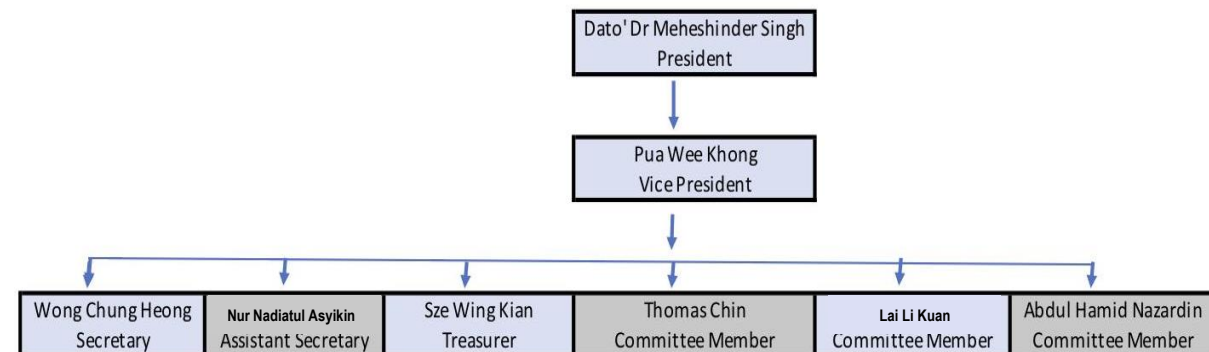 Dato' Dr Meheshinder Singh
President
Pua Wee Khong
Vice President
Wong Chung Heong
Secretary
Nur Nadiatul Asyikin
Assistant Secretary
Sze Wing Kian
Treasurer
Thomas Chin
Committee Member
Lai Li Kuan
Committee Member
Abdul Hamid Nazardin
Committee Member